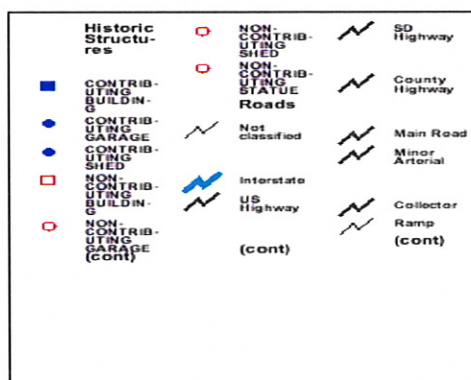 Historic
Structu-
res
CONTRIB-
UTING
BUILDIN-
G
CONTRIB-
UTING
GARAGE
CONTRIB-
UTING
SHED
NON-
CONTRIB-
UTING
BUILDIN-
G
NON-
CONTRIB-
UTING
GARAGE
(cont)
NON-
CONTRIB-
UTING
SHED
NON-
CONTRIB-
UTING
STATUE
Roads
Not
classified
Interstate
US
Highway
(cont)
SD
Highway
County
Highway
Main Road
Minor
Arterial
Collector
Ramp
(cont)